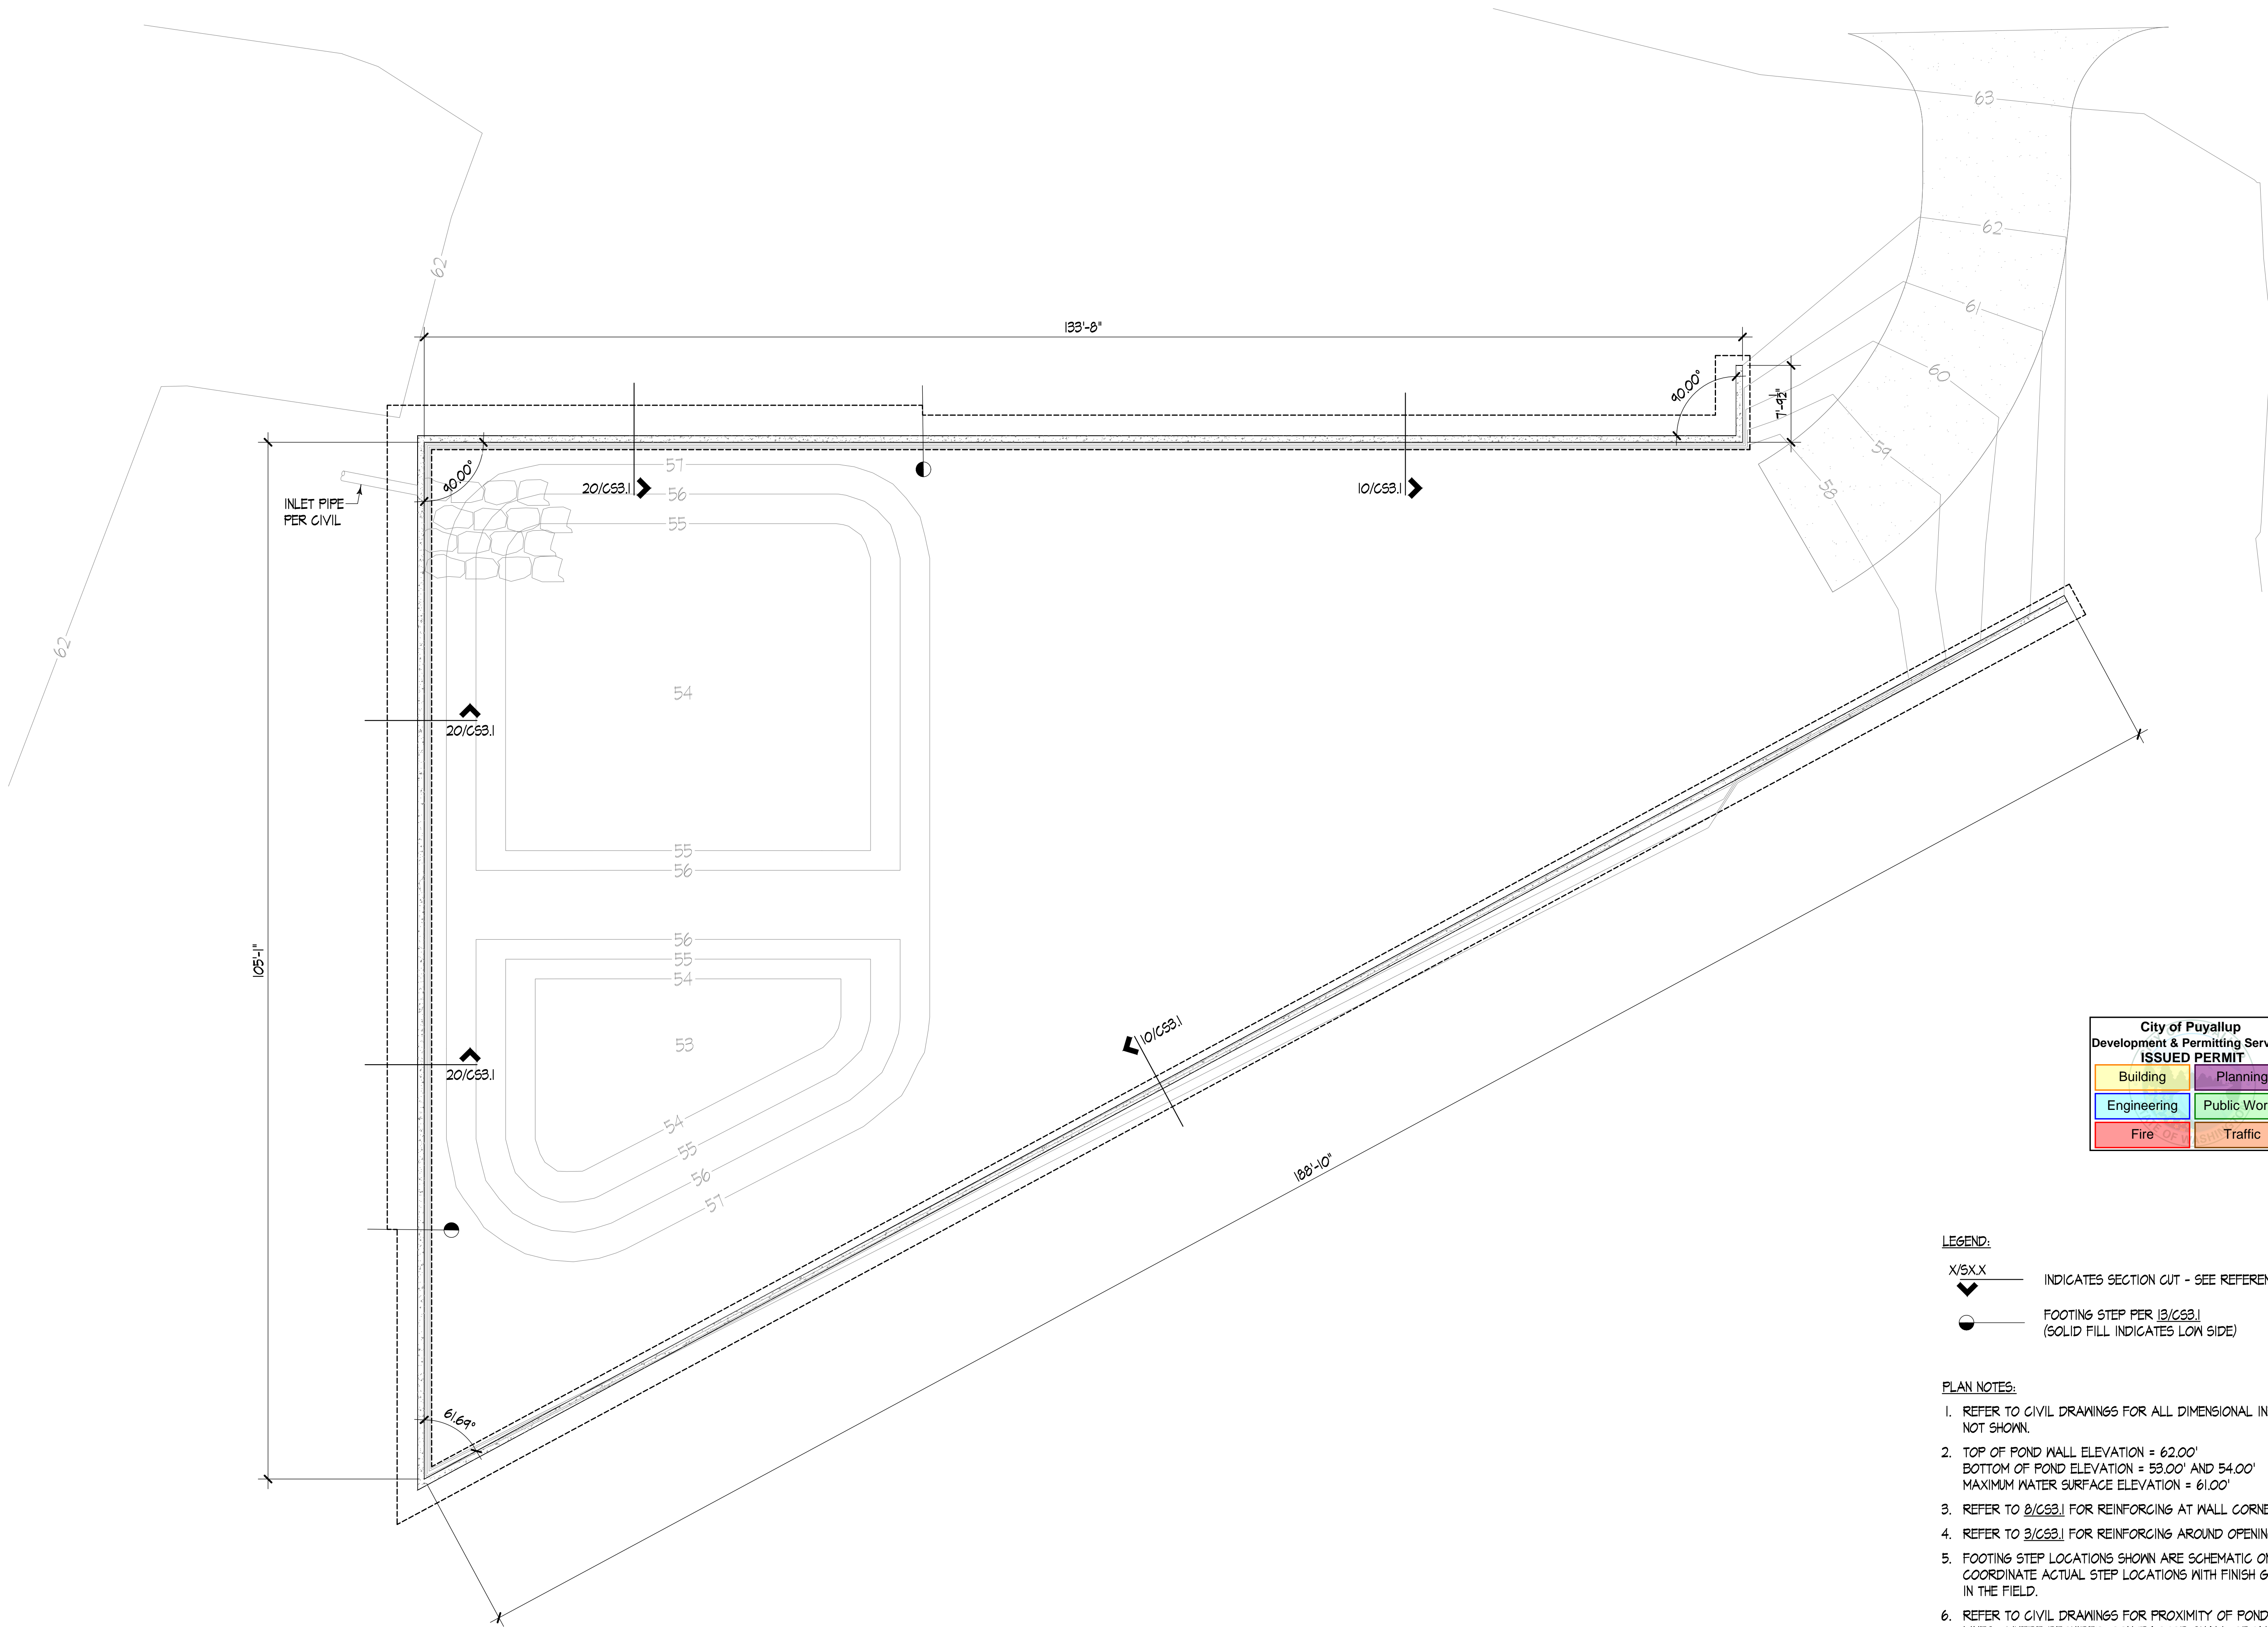 63
62
62
61
133'-8"
60
90.00°
7'-9½"
59
57
90.00°
20/CS3.1
56
10/CS3.1
58
INLET PIPE
PER CIVIL
55
62
54
20/CS3.1
55
56
56
105'-1"
55
54
10/CS3.1
53
20/CS3.1
54
55
56
57
188'-10"
61.69°
City of Puyallup
Development & Permitting Serv
ISSUED PERMIT
Building
Planning
Engineering
Public Wor
Fire
Traffic
LEGEND:
X/SX.X
INDICATES SECTION CUT - SEE REFEREN
FOOTING STEP PER 13/CS3.1
(SOLID FILL INDICATES LOW SIDE)
PLAN NOTES:
1. REFER TO CIVIL DRAWINGS FOR ALL DIMENSIONAL IN
NOT SHOWN.
2. TOP OF POND WALL ELEVATION = 62.00'
BOTTOM OF POND ELEVATION = 53.00' AND 54.00'
MAXIMUM WATER SURFACE ELEVATION = 61.00'
3. REFER TO 8/CS3.1 FOR REINFORCING AT WALL CORNE
4. REFER TO 3/CS3.1 FOR REINFORCING AROUND OPENIN
5. FOOTING STEP LOCATIONS SHOWN ARE SCHEMATIC ON
COORDINATE ACTUAL STEP LOCATIONS WITH FINISH G
IN THE FIELD.
6. REFER TO CIVIL DRAWINGS FOR PROXIMITY OF POND